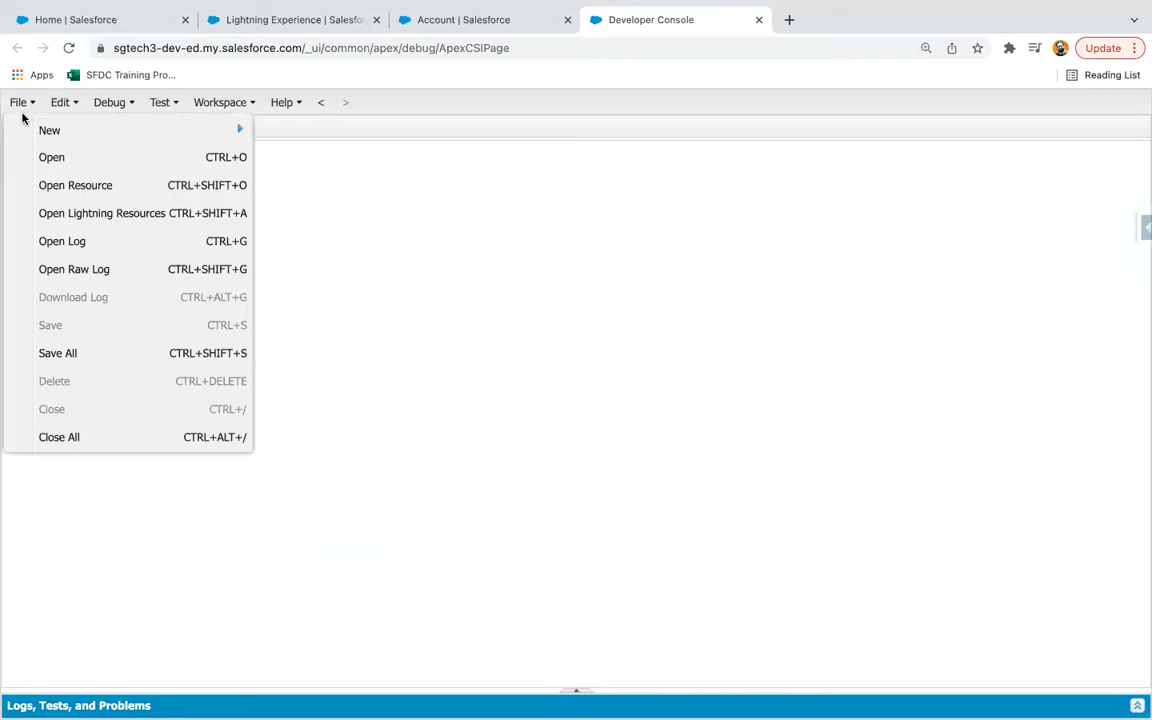 Home | Salesforce
Lightning Experience | Salesfo
Account | Salesforce
Developer Console
sgtech3-dev-ed.my.salesforce.com/_ui/common/apex/debug/ApexCSIPage
Update
Apps
SFDC Training Pro...
Reading List
File
Edit
Debug
Test
Workspace
Help
<
>
New
Open CTRL+O
Open Resource CTRL+SHIFT+O
Open Lightning Resources CTRL+SHIFT+A
Open Log CTRL+G
Open Raw Log CTRL+SHIFT+G
Download Log CTRL+ALT+G
Save CTRL+S
Save All CTRL+SHIFT+S
Delete CTRL+DELETE
Close CTRL+/
Close All CTRL+ALT+/
Logs, Tests, and Problems